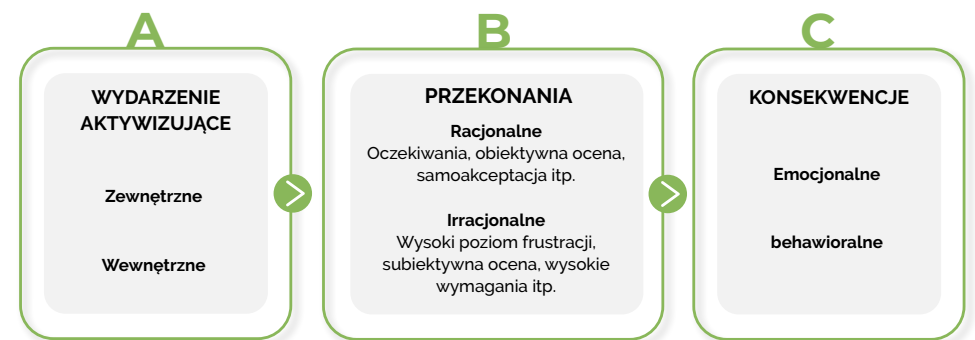 A
WYDARZENIE
AKTYWIZUJĄCE
Zewnętrzne
Wewnętrzne
B
PRZEKONANIA
Racjonalne
Oczekiwania, obiektywna ocena,
samoakceptacja itp.
Irracjonalne
Wysoki poziom frustracji,
subiektywna ocena, wysokie
wymagania itp.
C
KONSEKWENCJE
Emocjonalne
behawioralne